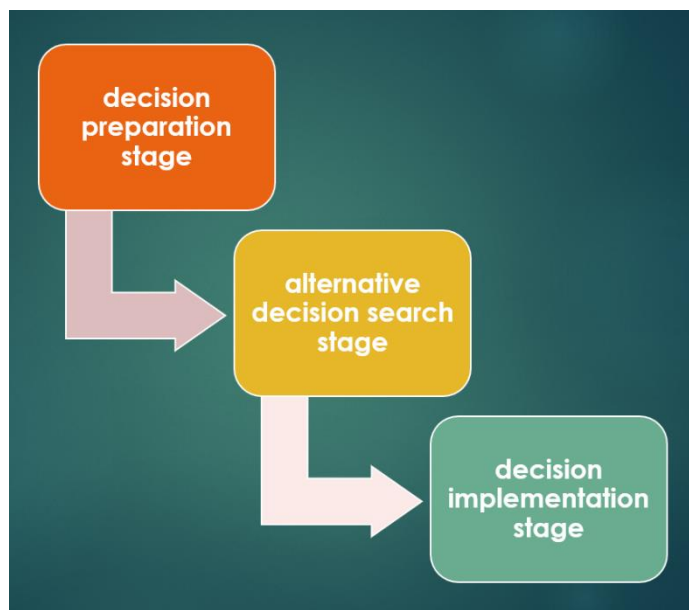 decision
preparation
stage
alternative
decision search
stage
decision
implementation
stage